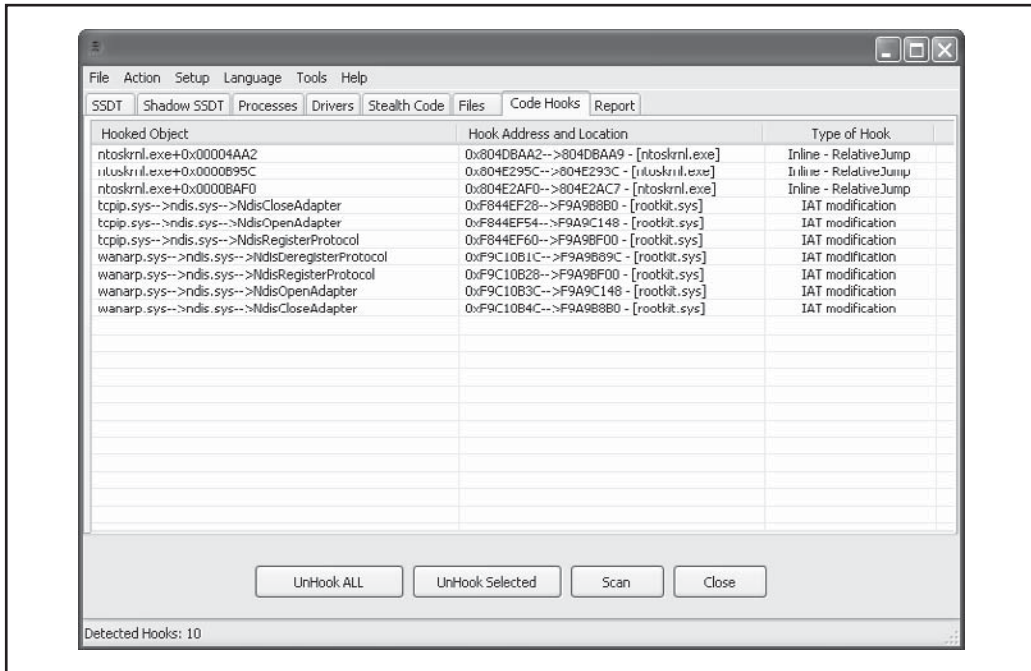 File Action Setup Language Tools Help
SSDT Shadow SSDT Processes Drivers Stealth Code Files Code Hooks Report
Hooked Object Hook Address and Location Type of Hook
ntoskrnl.exe+0x00004AA2 0x804DBAA2-->804DBAA9 - [ntoskrnl.exe] Inline - RelativeJump
ntoskrnl.exe+0x0000B95C 0x804E295C-->804E293C - [ntoskrnl.exe] Inline - RelativeJump
ntoskrnl.exe+0x0000BAF0 0x804E2AF0-->804E2AC7 - [ntoskrnl.exe] Inline - RelativeJump
tcpip.sys-->ndis.sys-->NdisCloseAdapter 0xF844EF28-->F9A9B8B0 - [rootkit.sys] IAT modification
tcpip.sys-->ndis.sys-->NdisOpenAdapter 0xF844EF54-->F9A9C148 - [rootkit.sys] IAT modification
tcpip.sys-->ndis.sys-->NdisRegisterProtocol 0xF844EF60-->F9A9BF00 - [rootkit.sys] IAT modification
wanarp.sys-->ndis.sys-->NdisDeregisterProtocol 0xF9C10B1C-->F9A9B89C - [rootkit.sys] IAT modification
wanarp.sys-->ndis.sys-->NdisRegisterProtocol 0xF9C10B28-->F9A9BF00 - [rootkit.sys] IAT modification
wanarp.sys-->ndis.sys-->NdisOpenAdapter 0xF9C10B3C-->F9A9C148 - [rootkit.sys] IAT modification
wanarp.sys-->ndis.sys-->NdisCloseAdapter 0xF9C10B4C-->F9A9B8B0 - [rootkit.sys] IAT modification
UnHook ALL UnHook Selected Scan Close
Detected Hooks: 10